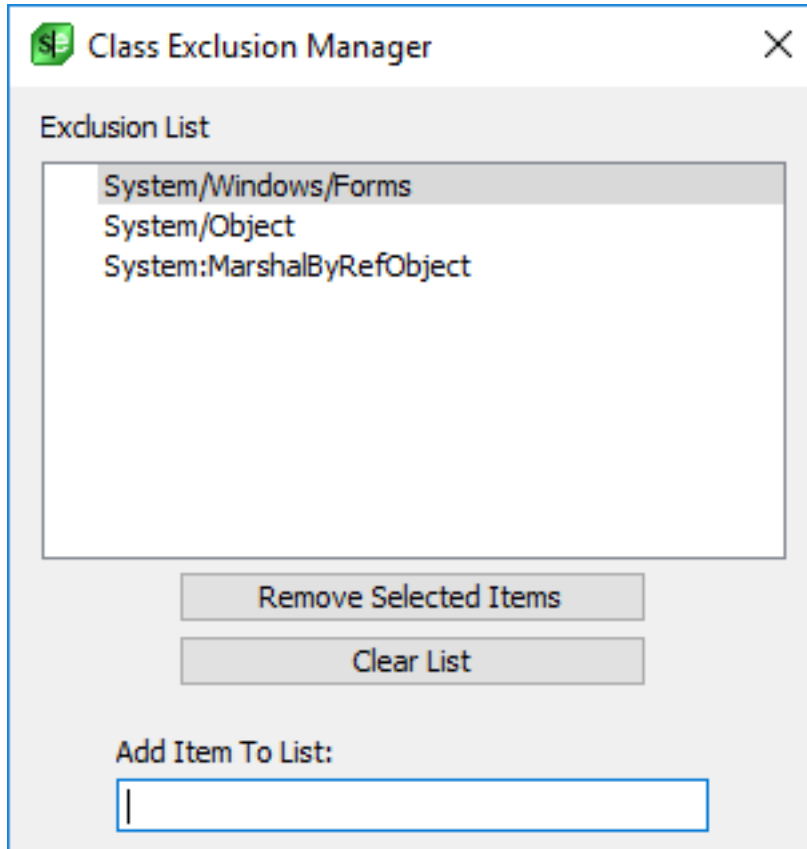 Class Exclusion Manager
Exclusion List
System/Windows/Forms
System/Object
System:MarshalByRefObject
Remove Selected Items
Clear List
Add Item To List: